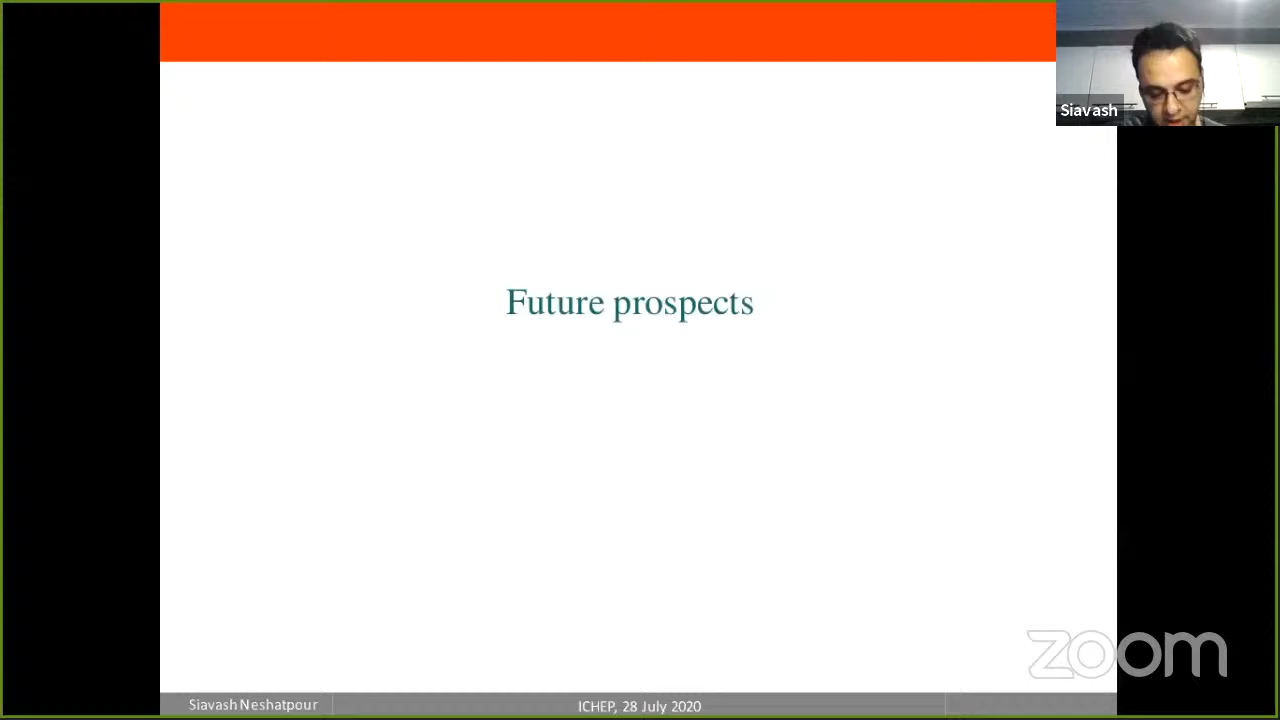 Siavash
Future prospects
zoom
Siavash Neshatpour
ICHEP, 28 July 2020